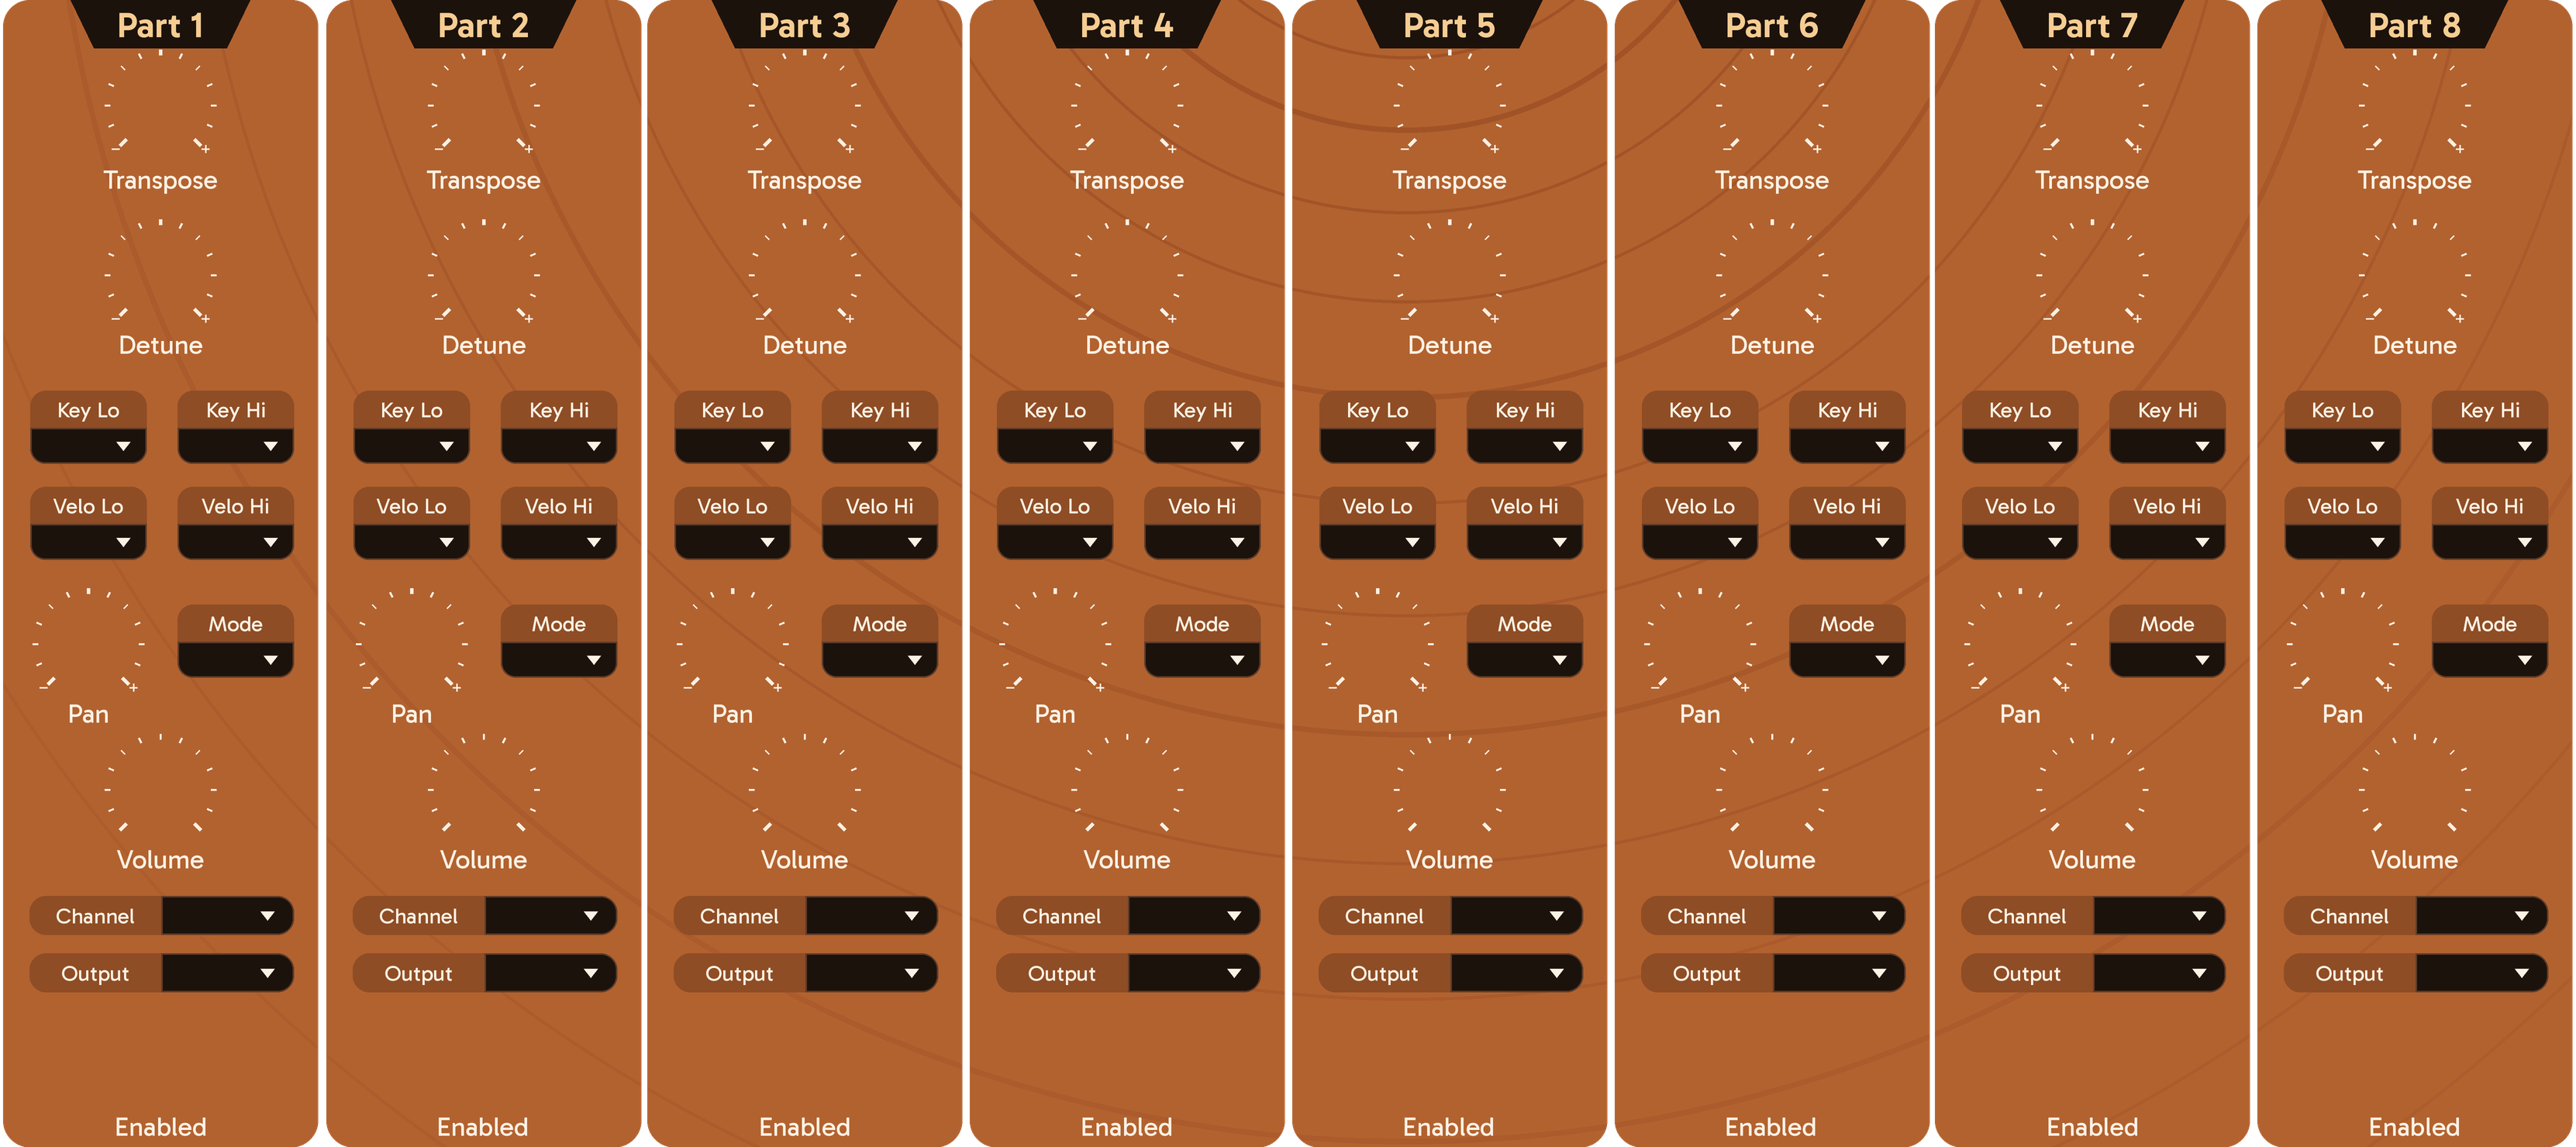 Part 1 Part 2 Part 3 Part 4 Part 5 Part 6 Part 7 Part 8
Transpose Transpose Transpose Transpose Transpose Transpose Transpose Transpose
Detune Detune Detune Detune Detune Detune Detune Detune
Key Lo Key Hi Key Lo Key Hi Key Lo Key Hi Key Lo Key Hi Key Lo Key Hi Key Lo Key Hi Key Lo Key Hi Key Lo Key Hi
Velo Lo Velo Hi Velo Lo Velo Hi Velo Lo Velo Hi Velo Lo Velo Hi Velo Lo Velo Hi Velo Lo Velo Hi Velo Lo Velo Hi Velo Lo Velo Hi
Mode Mode Mode Mode Mode Mode Mode Mode
Pan Pan Pan Pan Pan Pan Pan Pan
Volume Volume Volume Volume Volume Volume Volume Volume
Channel Channel Channel Channel Channel Channel Channel Channel
Output Output Output Output Output Output Output Output
Enabled Enabled Enabled Enabled Enabled Enabled Enabled Enabled